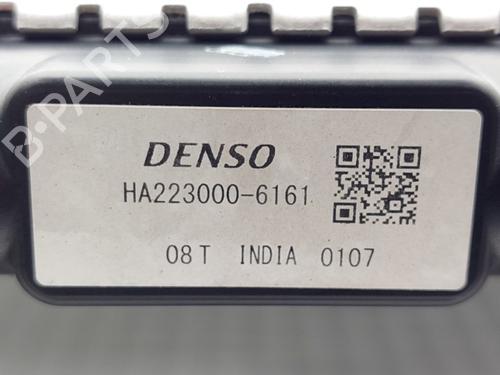 B-PARTS
DENSO
HA223000-6161
08T INDIA 0107